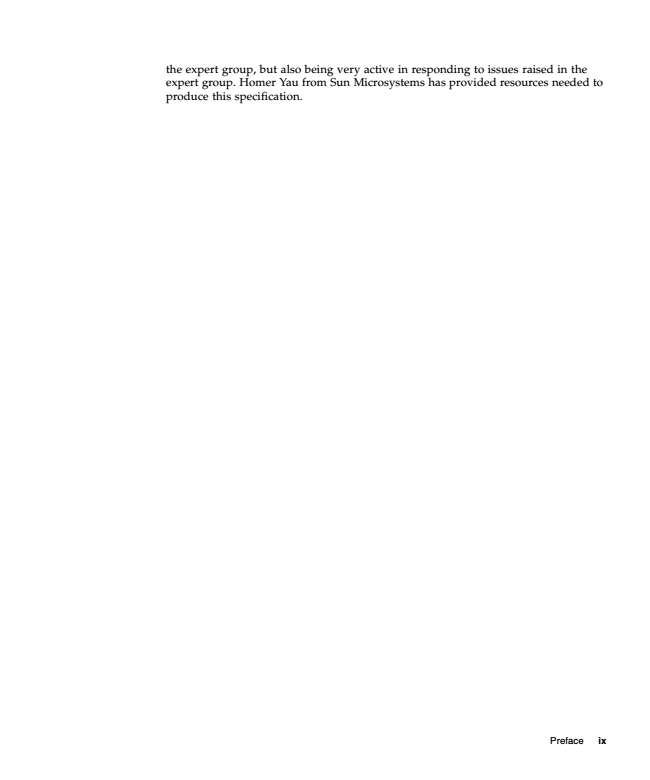 the expert group, but also being very active in responding to issues raised in the
expert group. Homer Yau from Sun Microsystems has provided resources needed to
produce this specification.
Preface ix